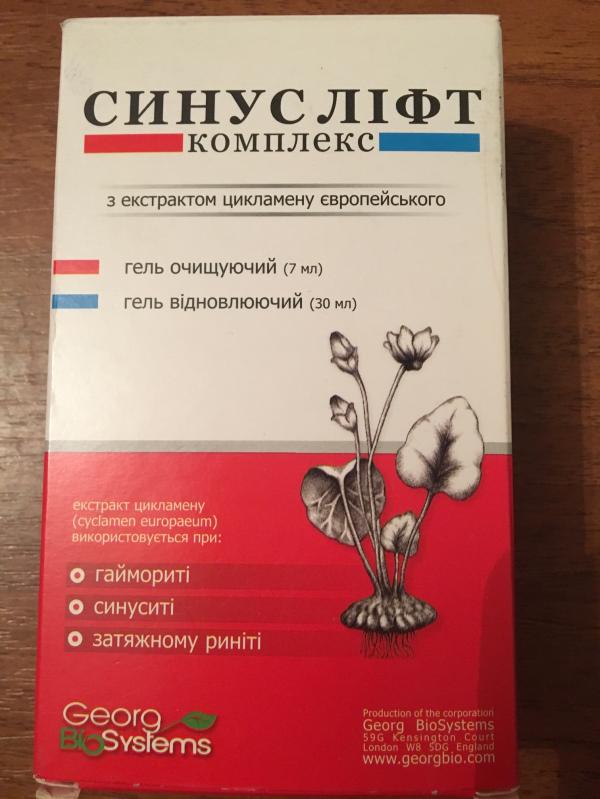 СИНУС ЛІФТ
комплекс
з екстрактом цикламену європейського
гель очищуючий (7 мл)
гель відновлюючий (30 мл)
екстракт цикламену
(cyclamen europaeum)
використовується при:
гаймориті
синуситі
затяжному риніті
Georg
BioSystems
Production of the corporation
Georg BioSystems
59G Kensington Court
London W8 5DG England
www.georgbio.com